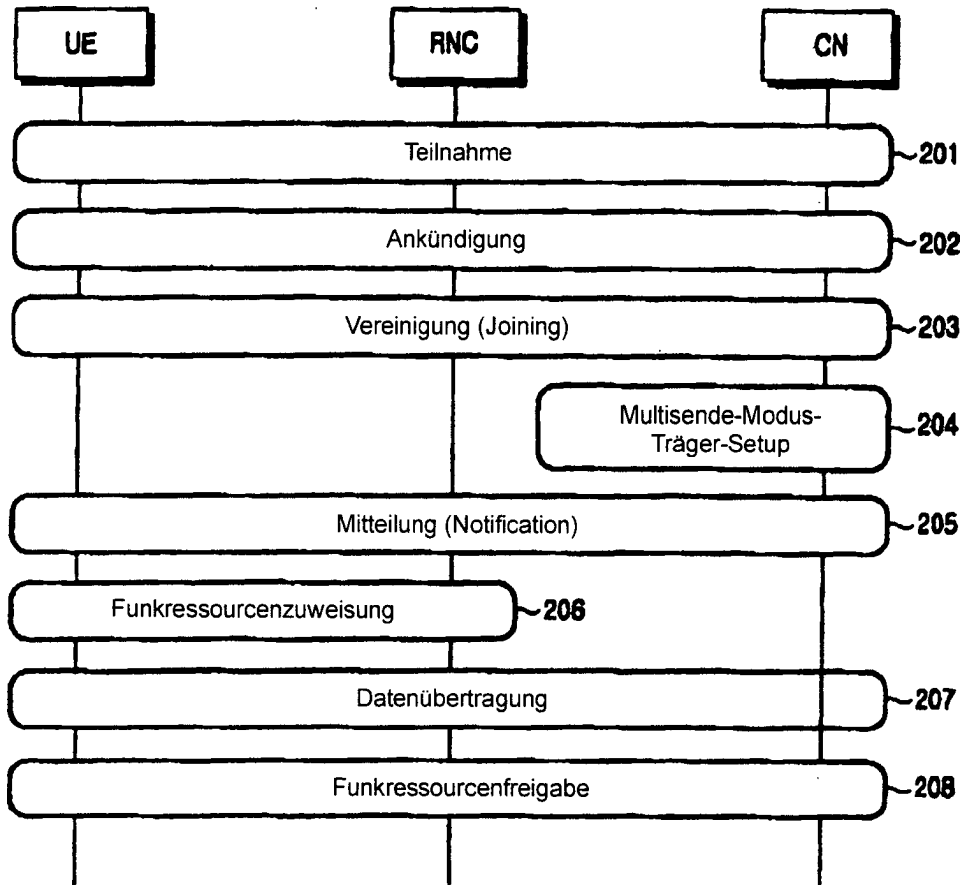 UE
RNC
CN
Teilnahme
201
Ankündigung
202
Vereinigung (Joining)
203
Multisende-Modus-
Träger-Setup
204
Mitteilung (Notification)
205
Funkressourcenzuweisung
206
Datenübertragung
207
Funkressourcenfreigabe
208